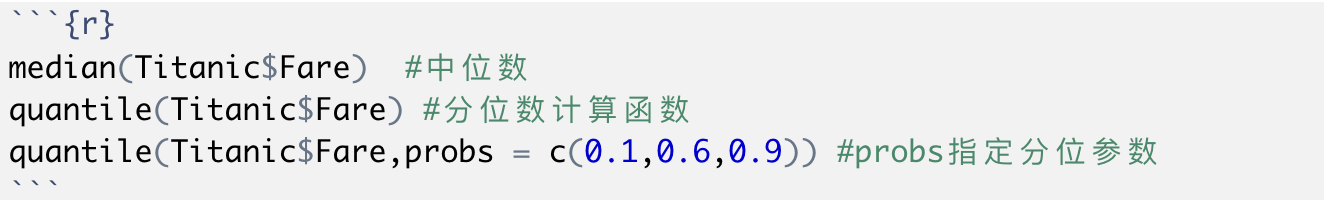 ```{r}
median(Titanic$Fare)  #中位数
quantile(Titanic$Fare) #分位数计算函数
quantile(Titanic$Fare,probs = c(0.1,0.6,0.9)) #probs指定分位参数
```